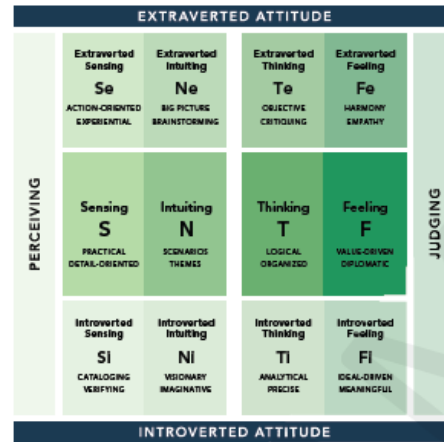 EXTRAVERTED ATTITUDE
PERCEIVING
Extraverted
Sensing
Se
ACTION-ORIENTED
EXPERIENTIAL
Extraverted
Intuiting
Ne
BIG PICTURE
BRAINSTORMING
Extraverted
Thinking
Te
OBJECTIVE
CRITIQUING
Extraverted
Feeling
Fe
HARMONY
EMPATHY
Sensing
S
PRACTICAL
DETAIL-ORIENTED
Intuiting
N
SCENARIOS
THEMES
Thinking
T
LOGICAL
ORGANIZED
Feeling
F
VALUE-DRIVEN
DIPLOMATIC
Introverted
Sensing
Si
CATALOGING
VERIFYING
Introverted
Intuiting
Ni
VISIONARY
IMAGINATIVE
Introverted
Thinking
Ti
ANALYTICAL
PRECISE
Introverted
Feeling
Fi
IDEAL-DRIVEN
MEANINGFUL
JUDGING
INTROVERTED ATTITUDE